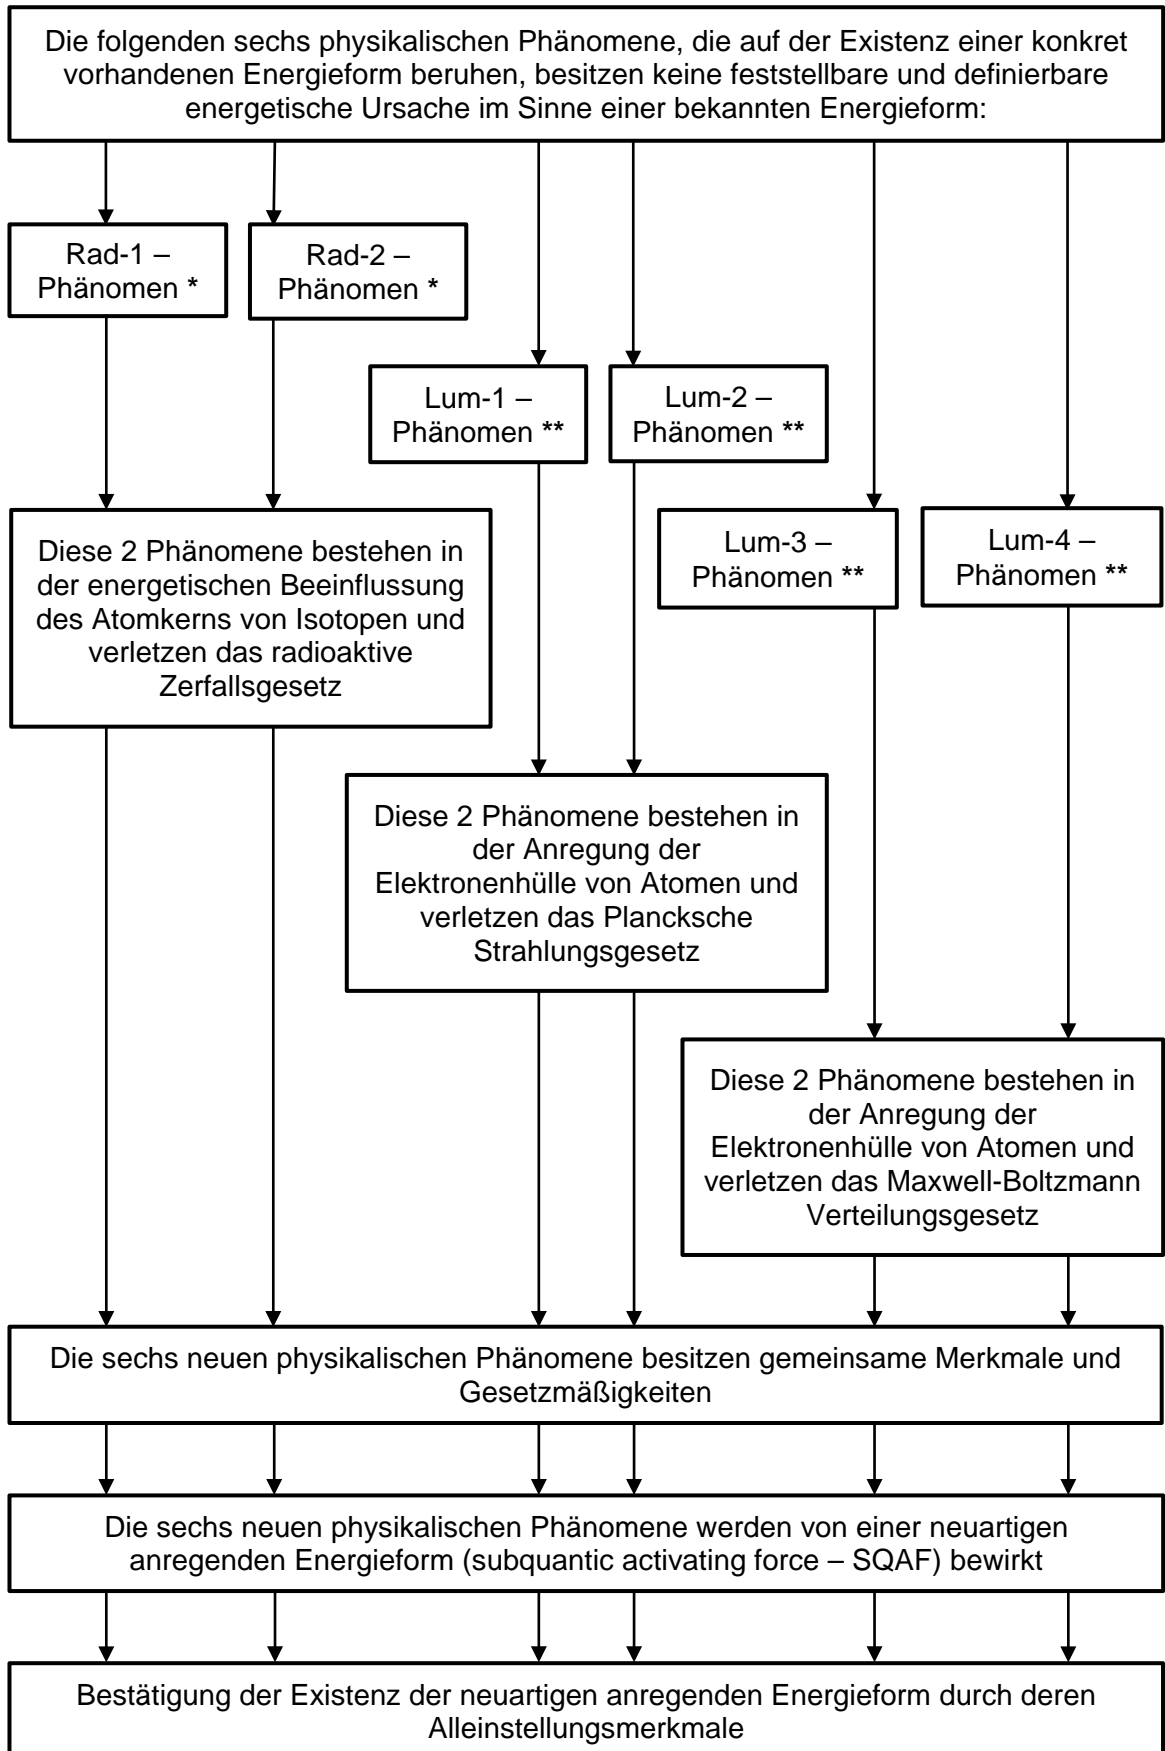 Die folgenden sechs physikalischen Phänomene, die auf der Existenz einer konkret
vorhandenen Energieform beruhen, besitzen keine feststellbare und definierbare
energetische Ursache im Sinne einer bekannten Energieform:
Rad-1 –
Phänomen *
Rad-2 –
Phänomen *
Lum-1 –
Phänomen **
Lum-2 –
Phänomen **
Lum-3 –
Phänomen **
Lum-4 –
Phänomen **
Diese 2 Phänomene bestehen in
der energetischen Beeinflussung
des Atomkerns von Isotopen und
verletzen das radioaktive
Zerfallsgesetz
Diese 2 Phänomene bestehen in
der Anregung der
Elektronenhülle von Atomen und
verletzen das Plancksche
Strahlungsgesetz
Diese 2 Phänomene bestehen in
der Anregung der
Elektronenhülle von Atomen und
verletzen das Maxwell-Boltzmann
Verteilungsgesetz
Die sechs neuen physikalischen Phänomene besitzen gemeinsame Merkmale und
Gesetzmäßigkeiten
Die sechs neuen physikalischen Phänomene werden von einer neuartigen
anregenden Energieform (subquantic activating force – SQAF) bewirkt
Bestätigung der Existenz der neuartigen anregenden Energieform durch deren
Alleinstellungsmerkmale